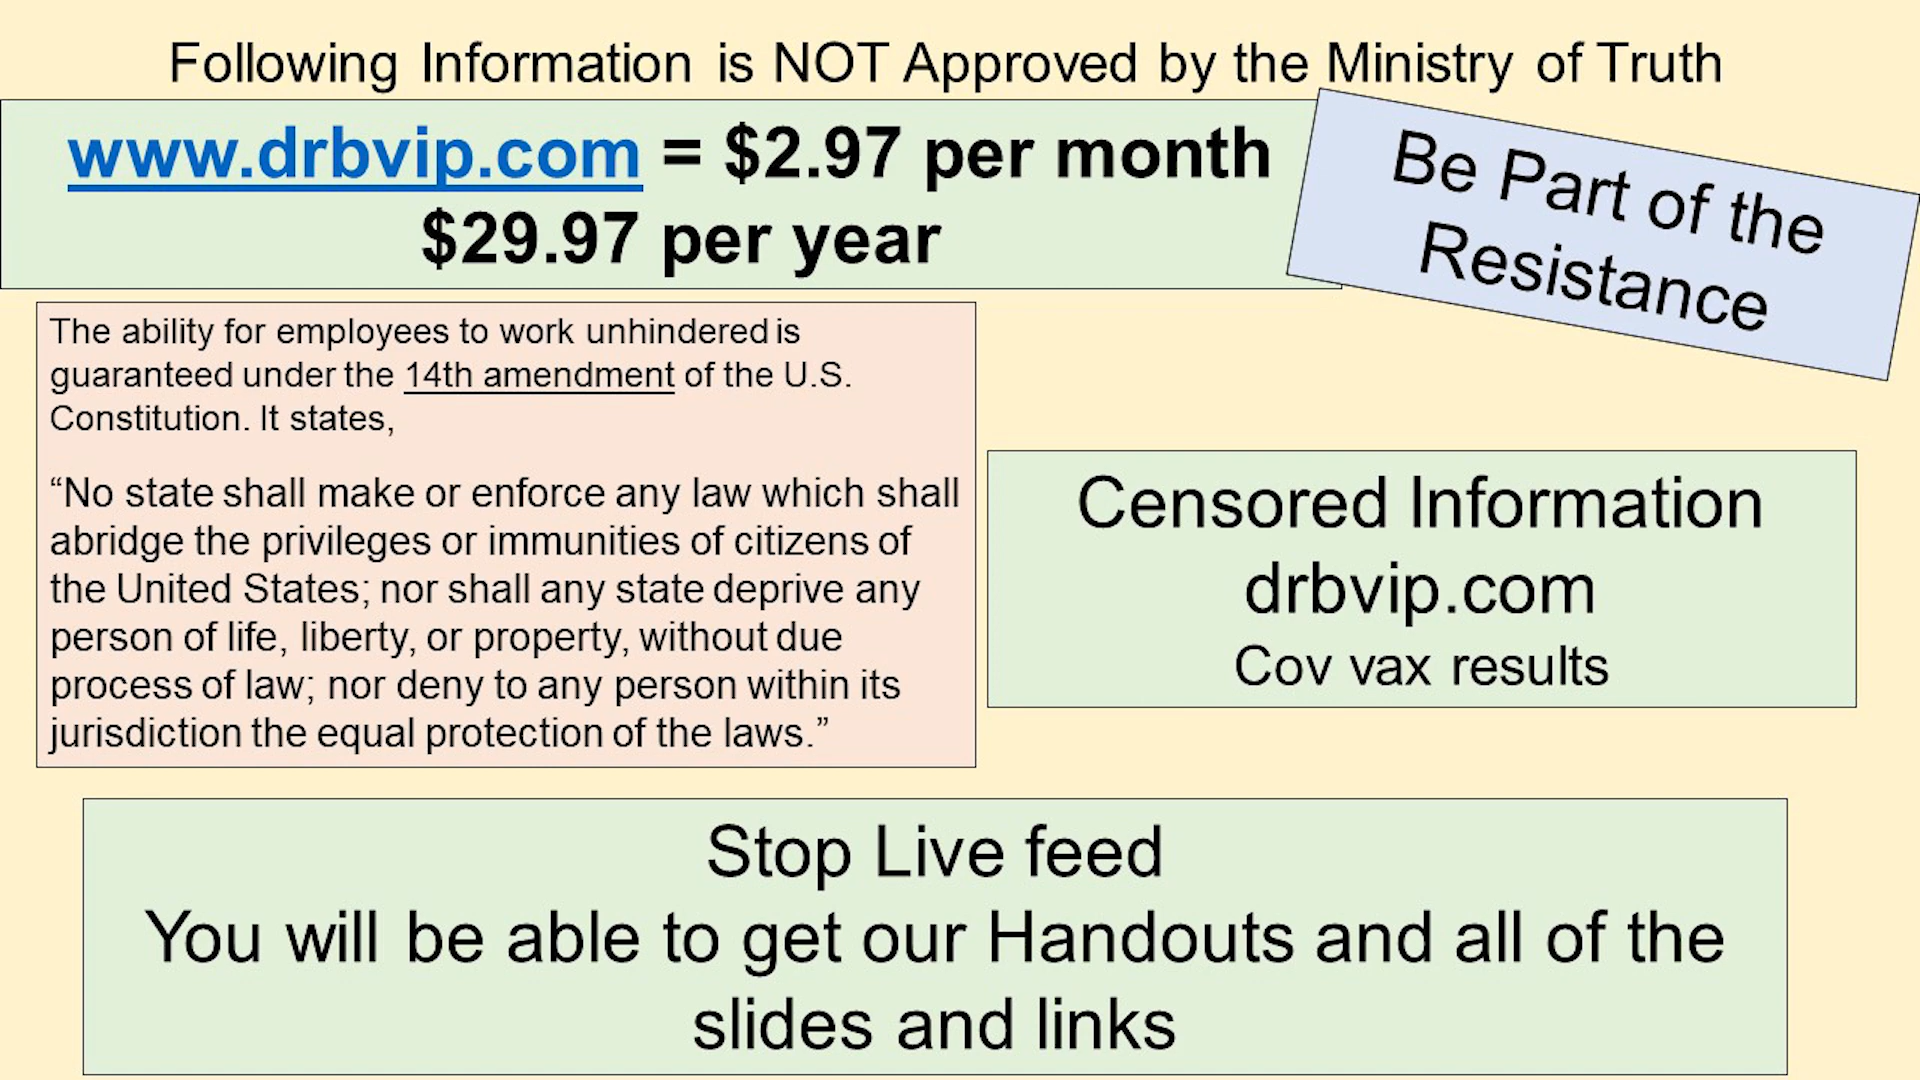 Following Information is NOT Approved by the Ministry of Truth
www.drbvip.com = $2.97 per month
$29.97 per year
Be Part of the
Resistance
The ability for employees to work unhindered is
guaranteed under the 14th amendment of the U.S.
Constitution. It states,
“No state shall make or enforce any law which shall
abridge the privileges or immunities of citizens of
the United States; nor shall any state deprive any
person of life, liberty, or property, without due
process of law; nor deny to any person within its
jurisdiction the equal protection of the laws.”
Censored Information
drbvip.com
Cov vax results
Stop Live feed
You will be able to get our Handouts and all of the
slides and links